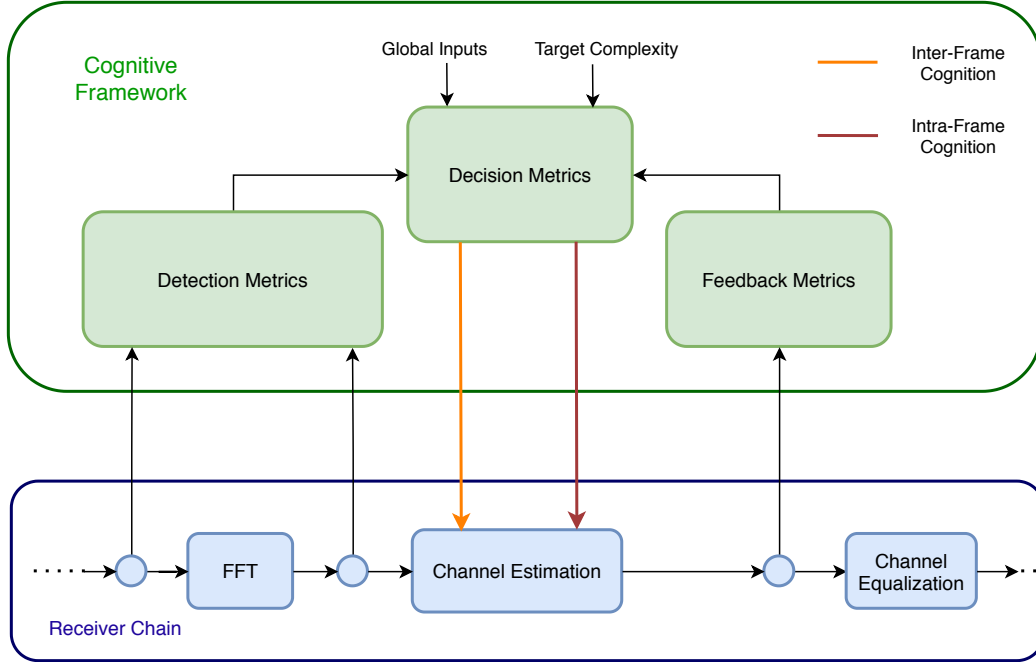 Global Inputs
Target Complexity
Cognitive
Framework
Inter-Frame
Cognition
Intra-Frame
Cognition
Decision Metrics
Detection Metrics
Feedback Metrics
FFT
Channel Estimation
Channel
Equalization
Receiver Chain